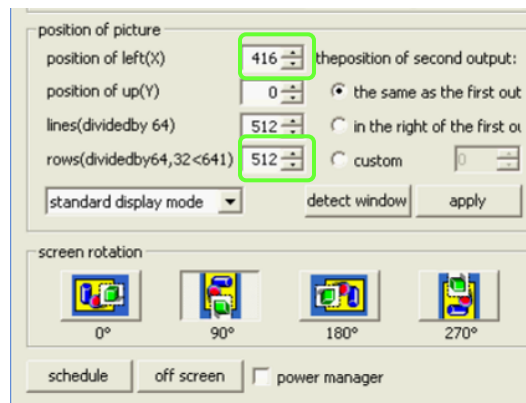 position of picture
position of left(X) 416 theposition of second output:
position of up(Y) 0 the same as the first out
lines(dividedby 64) 512 in the right of the first ou
rows(dividedby64,32<641) 512 custom 0
standard display mode detect window apply
screen rotation
0° 90° 180° 270°
schedule off screen power manager